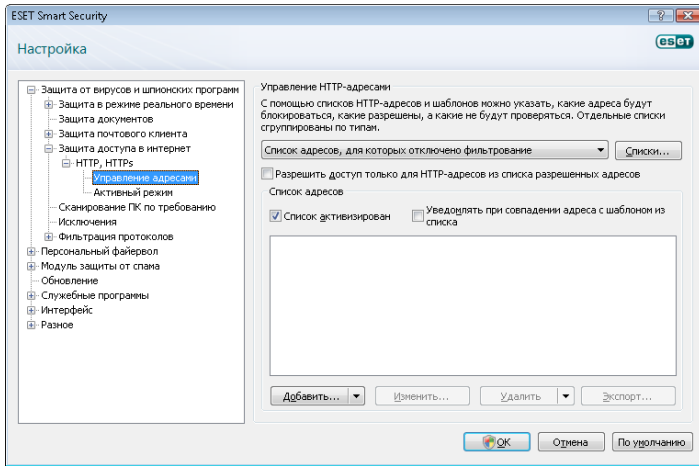 ESET Smart Security
Настройка
eset
Защита от вирусов и шпионских программ
Защита в режиме реального времени
Защита документов
Защита почтового клиента
Защита доступа в интернет
HTTP, HTTPs
Управление адресами
Активный режим
Сканирование ПК по требованию
Исключения
Фильтрация протоколов
Персональный файервол
Модуль защиты от спама
Обновление
Служебные программы
Интерфейс
Разное
Управление HTTP-адресами
С помощью списков HTTP-адресов и шаблонов можно указать, какие адреса будут
блокироваться, какие разрешены, а какие не будут проверяться. Отдельные списки
сгруппированы по типам.
Список адресов, для которых отключено фильтрование
Списки...
Разрешить доступ только для HTTP-адресов из списка разрешенных адресов
Список адресов
Список активизирован
Уведомлять при совпадении адреса с шаблоном из
списка
Добавить...
Изменить...
Удалить
Экспорт...
OK
Отмена
По умолчанию